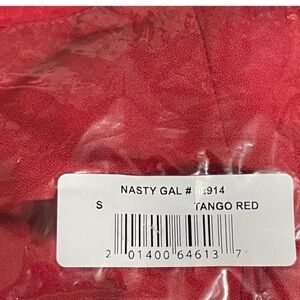 NASTY GAL #
S TANGO RED
2 01400 64613 7